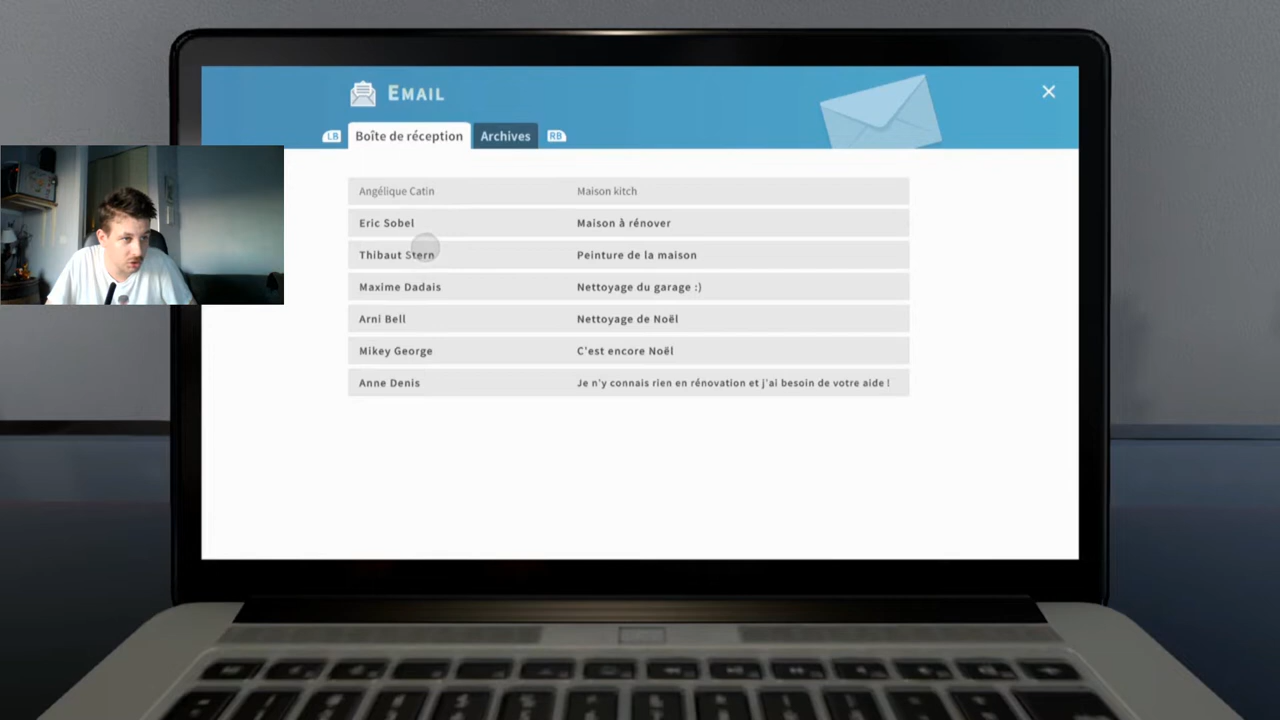 EMAIL
LB Boîte de réception Archives RB
Angélique Catin Maison kitch
Eric Sobel Maison à rénover
Thibaut Stern Peinture de la maison
Maxime Dadais Nettoyage du garage :)
Arni Bell Nettoyage de Noël
Mikey George C'est encore Noël
Anne Denis Je n'y connais rien en rénovation et j'ai besoin de votre aide !